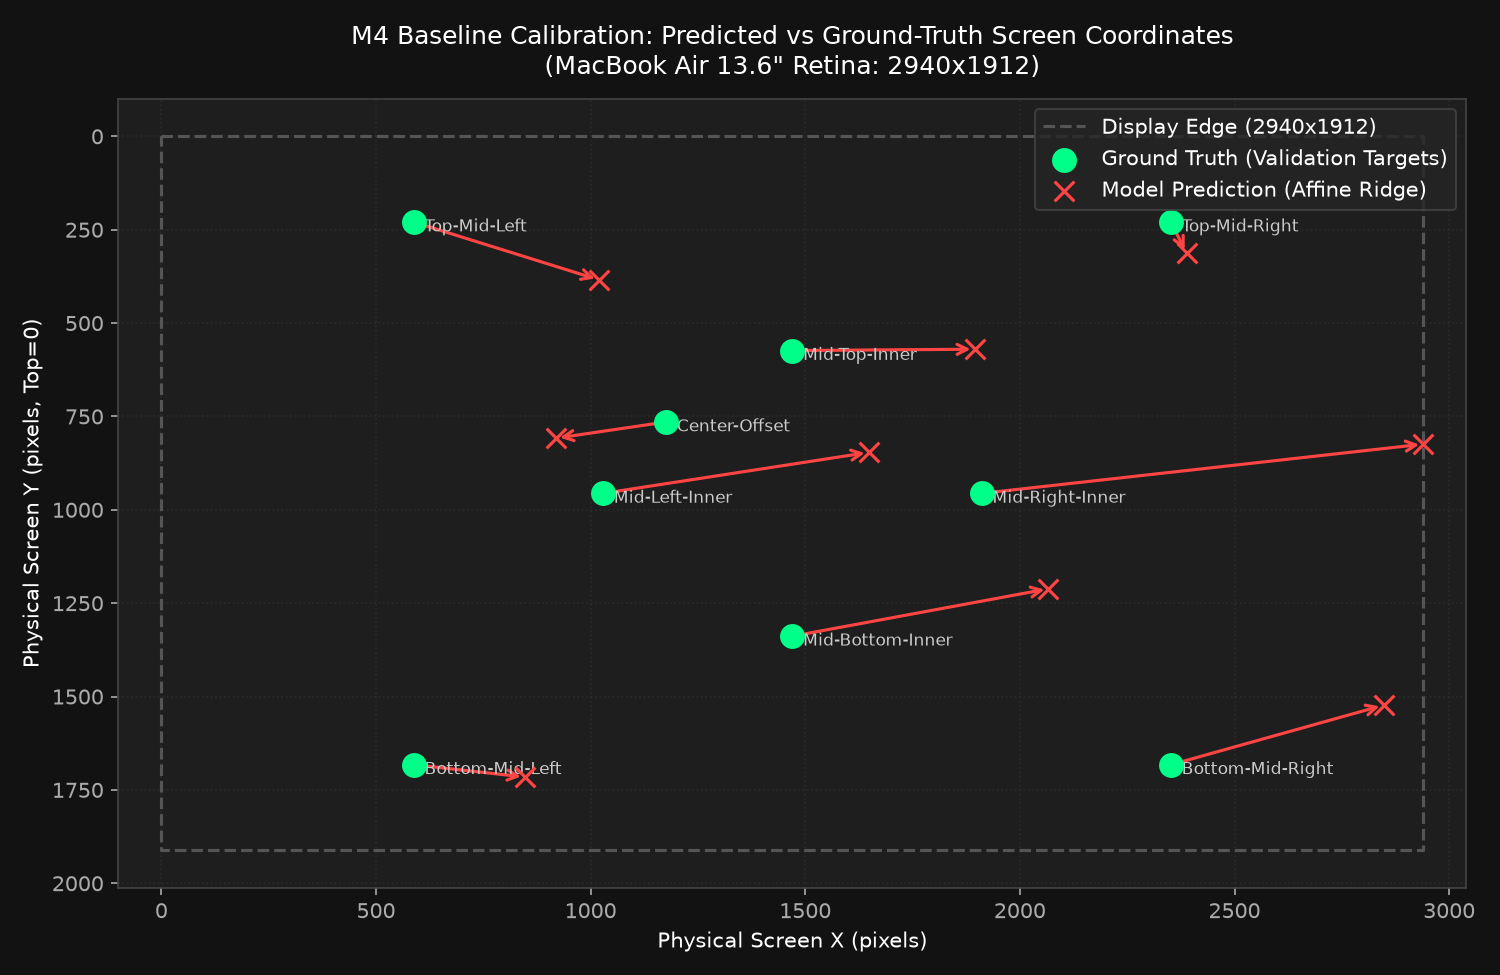 M4 Baseline Calibration: Predicted vs Ground-Truth Screen Coordinates
(MacBook Air 13.6" Retina: 2940x1912)
Display Edge (2940x1912)
Ground Truth (Validation Targets)
Model Prediction (Affine Ridge)
Top-Mid-Left
Top-Mid-Right
Mid-Top-Inner
Center-Offset
Mid-Left-Inner
Mid-Right-Inner
Mid-Bottom-Inner
Bottom-Mid-Left
Bottom-Mid-Right
Physical Screen Y (pixels, Top=0)
0
250
500
750
1000
1250
1500
1750
2000
0
500
1000
1500
2000
2500
3000
Physical Screen X (pixels)